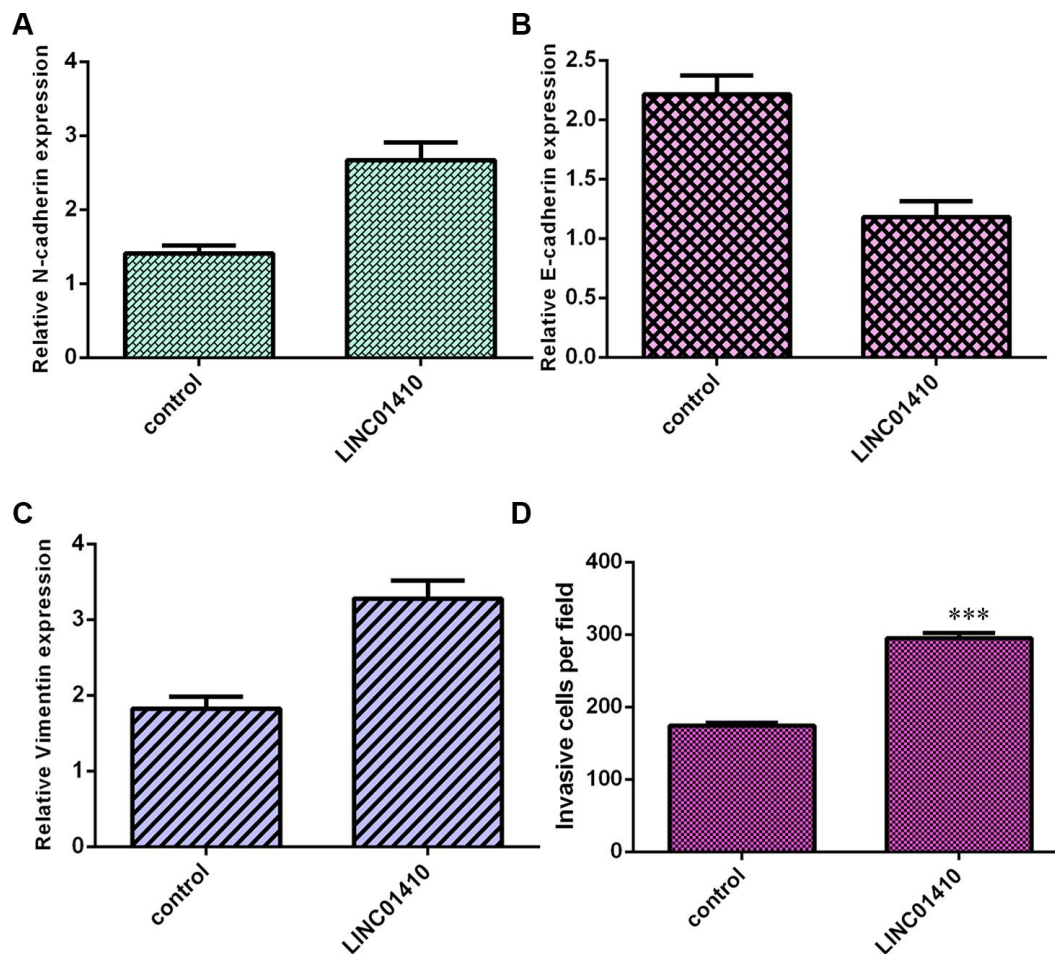 A
Relative N-cadherin expression
4
3
2
1
0
control
LINC01410
B
Relative E-cadherin expression
2.5
2.0
1.5
1.0
0.5
0.0
control
LINC01410
C
Relative Vimentin expression
4
3
2
1
0
control
LINC01410
D
Invasive cells per field
400
300
200
100
0
***
control
LINC01410